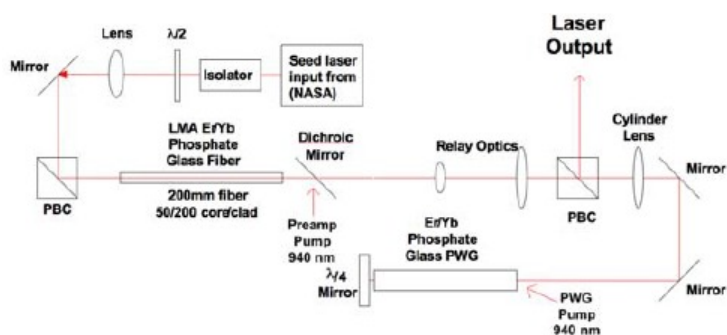 Laser
Output
Lens
λ/2
Mirror
Isolator
Seed laser
input from
(NASA)
Cylinder
Lens
LMA Er/Yb
Phosphate
Glass Fiber
Dichroic
Mirror
Relay Optics
Mirror
PBC
200mm fiber
50/200 core/clad
PBC
Preamp
Pump
940 nm
Er/Yb
Phosphate
Glass PWG
λ/4
Mirror
Mirror
PWG
Pump
940 nm